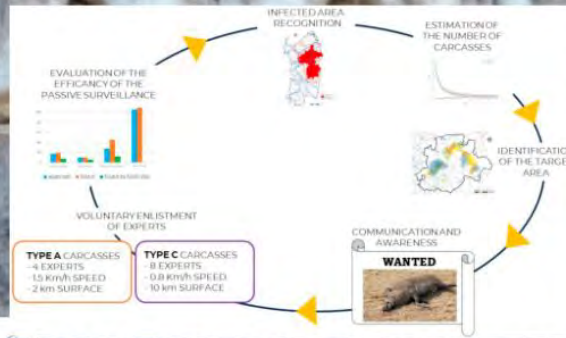 INFECTED AREA
RECOGNITION
ESTIMATION OF
THE NUMBER OF
CARCASSES
IDENTIFICATION
OF THE TARGET
AREA
COMMUNICATION AND
AWARENESS
WANTED
VOLUNTARY ENLISTMENT
OF EXPERTS
TYPE A CARCASSES
- 4 EXPERTS
- 1.5 Km/h SPEED
- 2 km SURFACE
TYPE C CARCASSES
- 8 EXPERTS
- 0.8 Km/h SPEED
- 10 km SURFACE
EVALUATION OF THE
EFFICANCY OF THE
PASSIVE SURVEILLANCE